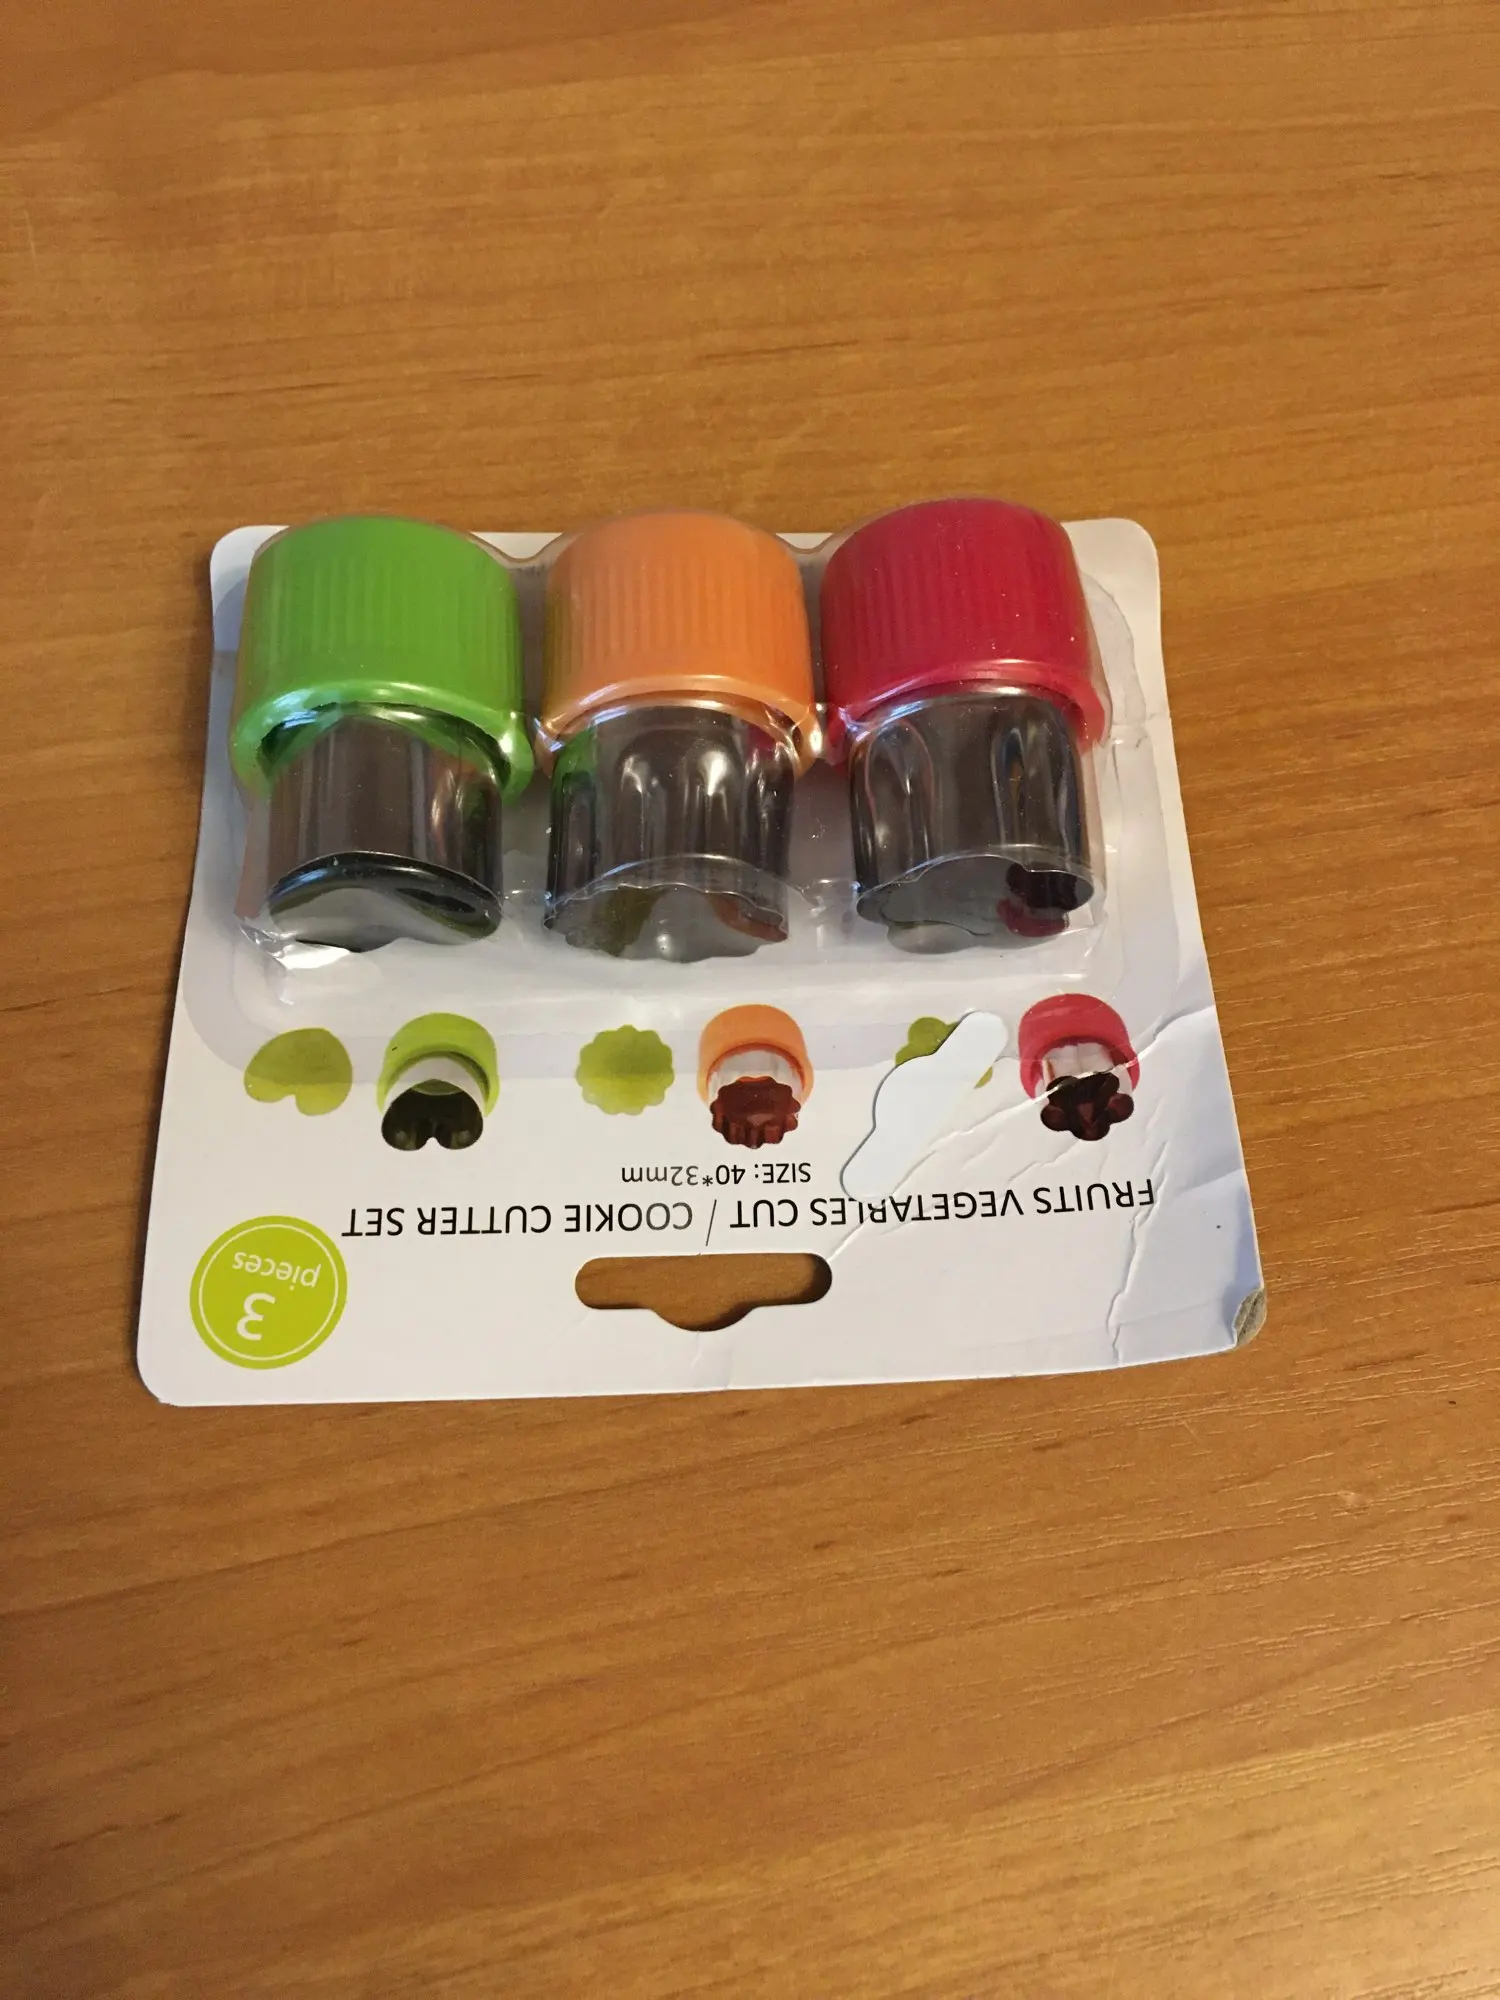 3
pieces
FRUITS VEGETABLES CUT / COOKIE CUTTER SET
SIZE: 40*32mm